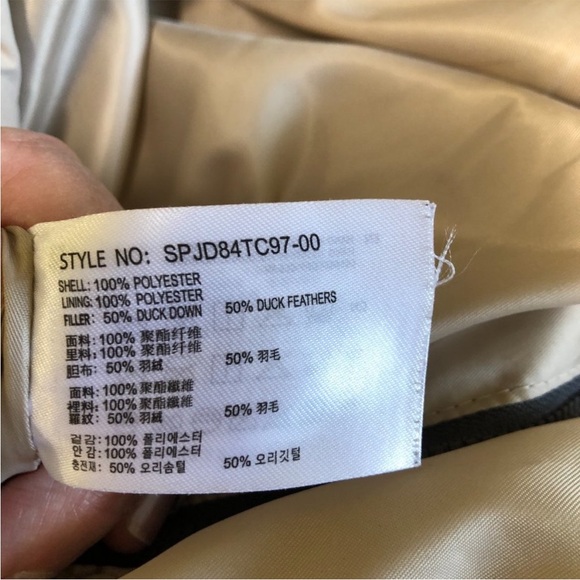 STYLE NO: SPJD84TC97-00
SHELL: 100% POLYESTER
LINING: 100% POLYESTER
FILLER: 50% DUCK DOWN 50% DUCK FEATHERS
面料: 100% 聚酯纤维
里料: 100% 聚酯纤维
胆布: 50% 羽绒 50% 羽毛
面料: 100% 聚酯纖維
裡料: 100% 聚酯纖維
羅紋: 50% 羽絨 50% 羽毛
겉 감: 100% 폴리에스터
안 감: 100% 폴리에스터
충전재: 50% 오리솜털 50% 오리깃털